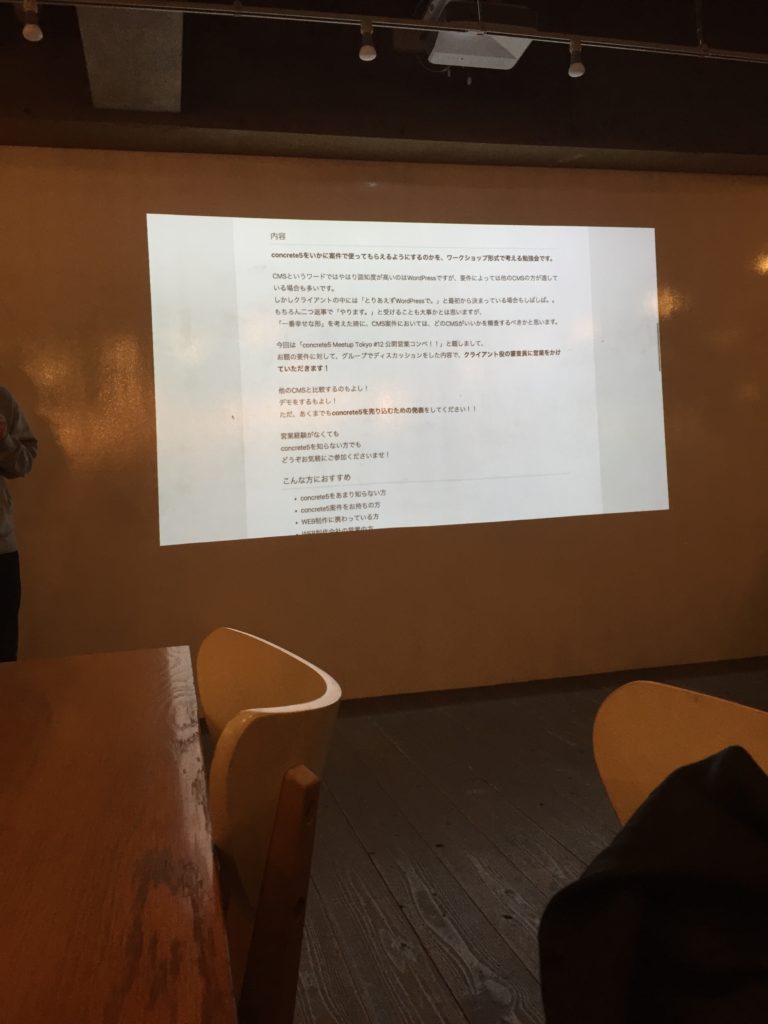 内容
concrete5をいかに案件で使ってもらえるようにするのかを、ワークショップ形式で考える勉強会です。
CMSというワードではやはり認知度が高いのはWordPressですが、要件によっては他のCMSの方が適して
いる場合も多いです。
しかしクライアントの中には「とりあえずWordPressで。」と最初から決まっている場合もしばしば。。
もちろん二つ返事で「やります。」と受けることも大事かとは思いますが、
「一番幸せな形」を考えた時に、CMS案件においては、どのCMSがいいかを精査するべきかと思います。
今回は「concrete5 Meetup Tokyo #12 公開営業コンペ！！」と題しまして、
お題の要件に対して、グループでディスカッションをした内容で、クライアント役の審査員に営業をかけ
ていただきます！
他のCMSと比較するのもよし！
デモをするもよし！
ただ、あくまでもconcrete5を売り込むための発表をしてください！！
営業経験がなくても
concrete5を知らない方でも
どうぞお気軽にご参加くださいませ！
こんな方におすすめ
• concrete5をあまり知らない方
• concrete5案件をお持ちの方
• WEB制作に携わっている方
• WEB制作会社の営業の方